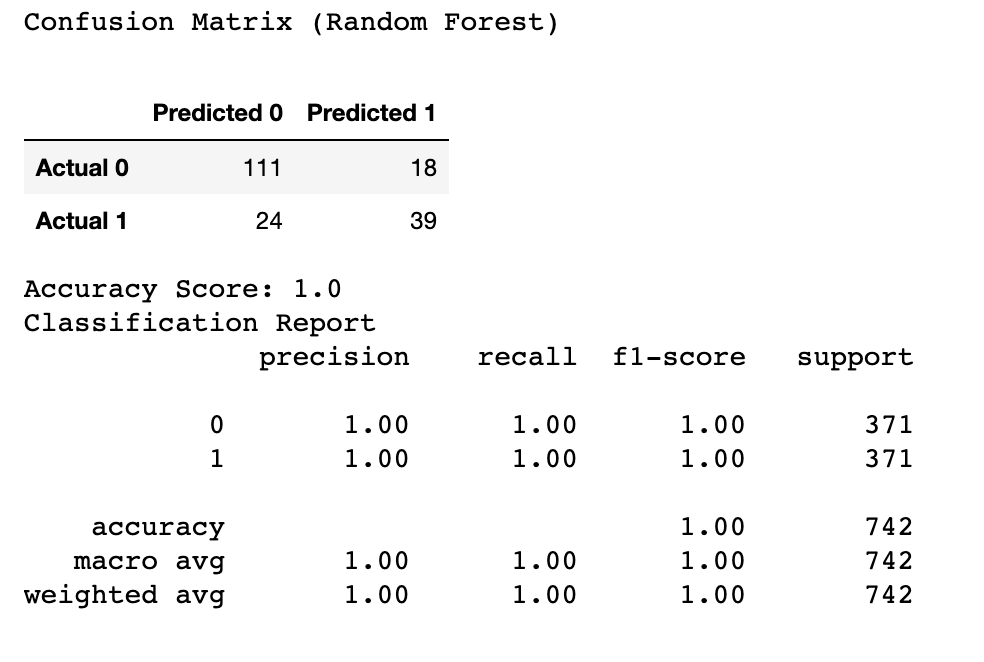 Confusion Matrix (Random Forest)
Predicted 0 Predicted 1
Actual 0 111 18
Actual 1 24 39
Accuracy Score: 1.0
Classification Report
precision recall f1-score support
0 1.00 1.00 1.00 371
1 1.00 1.00 1.00 371
accuracy 1.00 742
macro avg 1.00 1.00 1.00 742
weighted avg 1.00 1.00 1.00 742